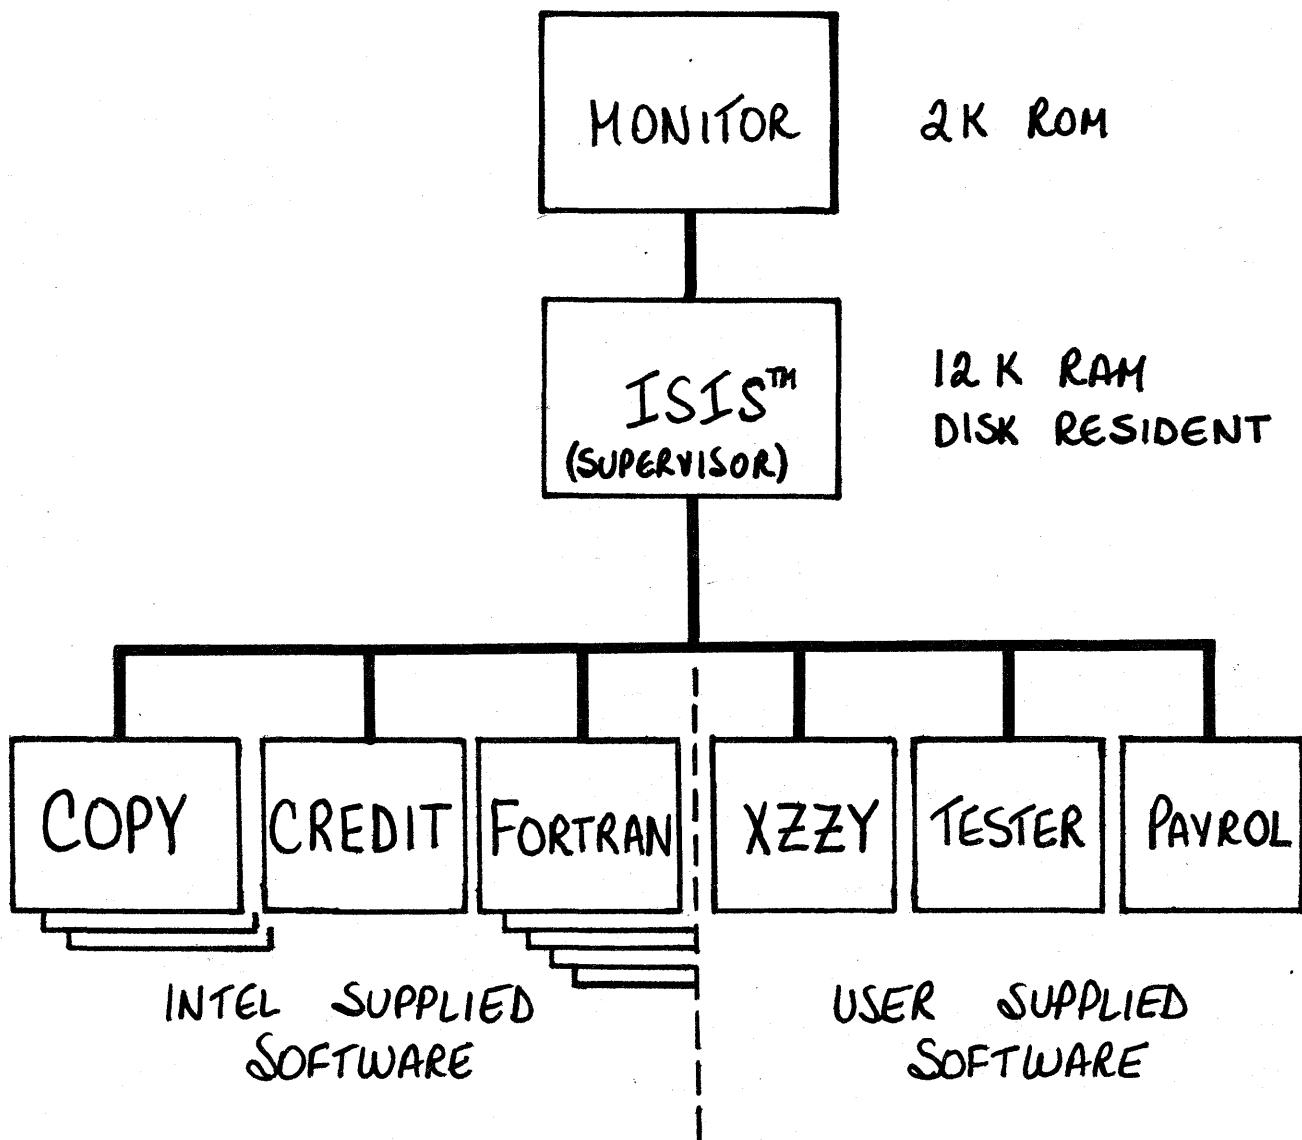 MONITOR
2K ROM
ISIS™
(SUPERVISOR)
12K RAM
DISK RESIDENT
COPY
CREDIT
FORTRAN
XZZY
TESTER
PAYROL
INTEL SUPPLIED
SOFTWARE
USER SUPPLIED
SOFTWARE